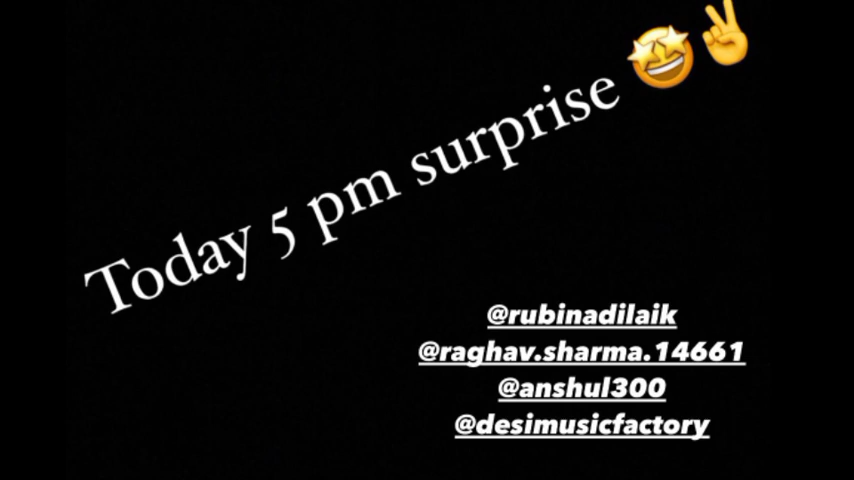 Today 5 pm surprise 🤩✌️
@rubinadilaik
@raghav.sharma.14661
@anshul300
@desimusicfactory